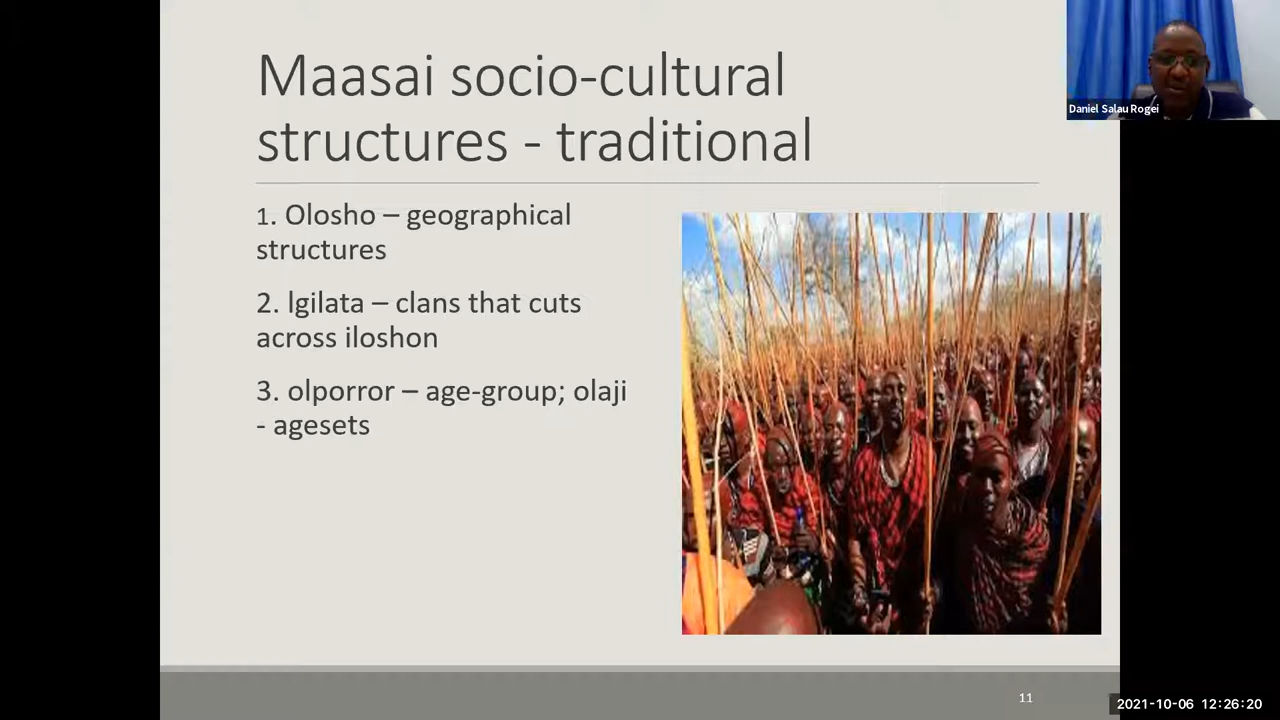 Maasai socio-cultural
structures - traditional
Daniel Salau Rogei
1. Olosho – geographical
structures
2. lgilata – clans that cuts
across iloshon
3. olporror – age-group; olaji
- agesets
11
2021-10-06 12:26:20